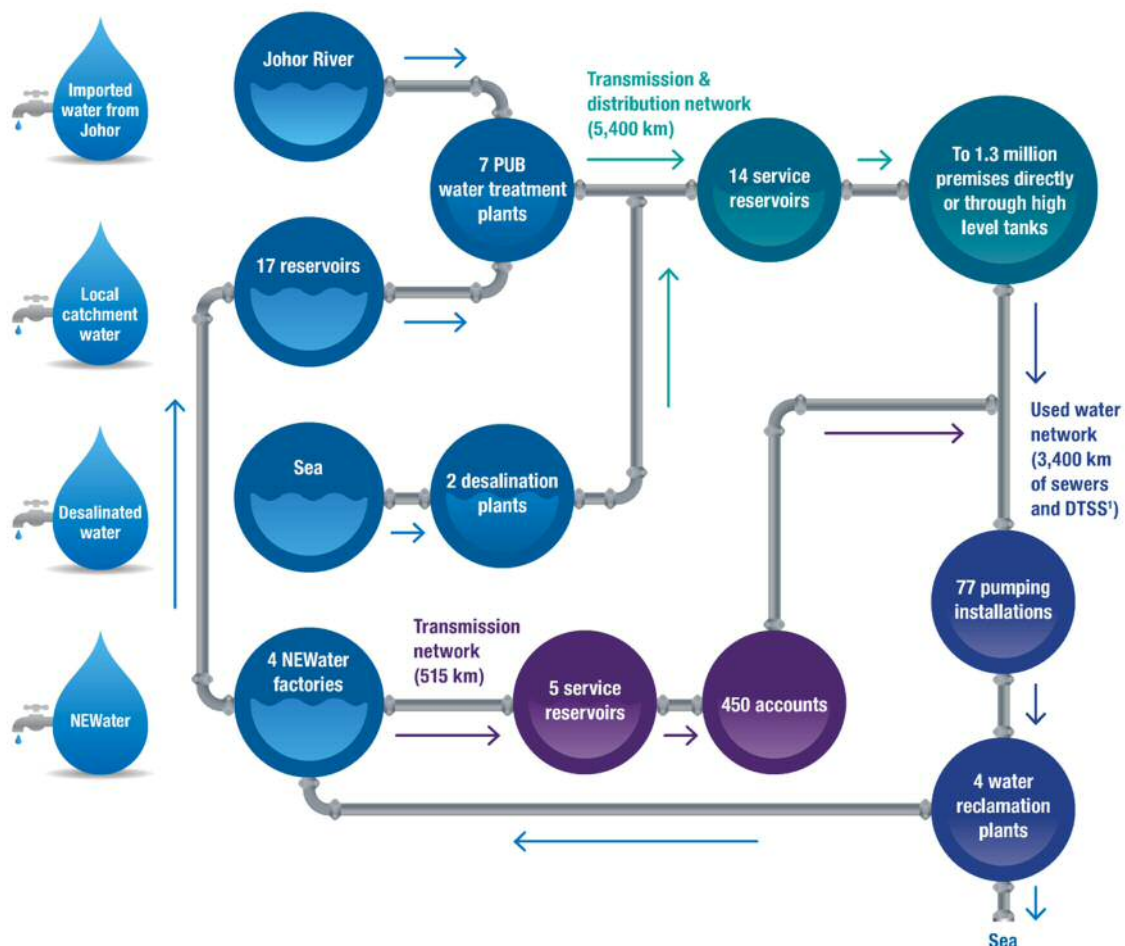 Imported
water from
Johor
Johor River
Transmission &
distribution network
(5,400 km)
7 PUB
water treatment
plants
14 service
reservoirs
To 1.3 million
premises directly
or through high
level tanks
Local
catchment
water
17 reservoirs
Used water
network
(3,400 km
of sewers
and DTSS¹)
Desalinated
water
Sea
2 desalination
plants
77 pumping
installations
NEWater
4 NEWater
factories
Transmission
network
(515 km)
5 service
reservoirs
450 accounts
4 water
reclamation
plants
Sea